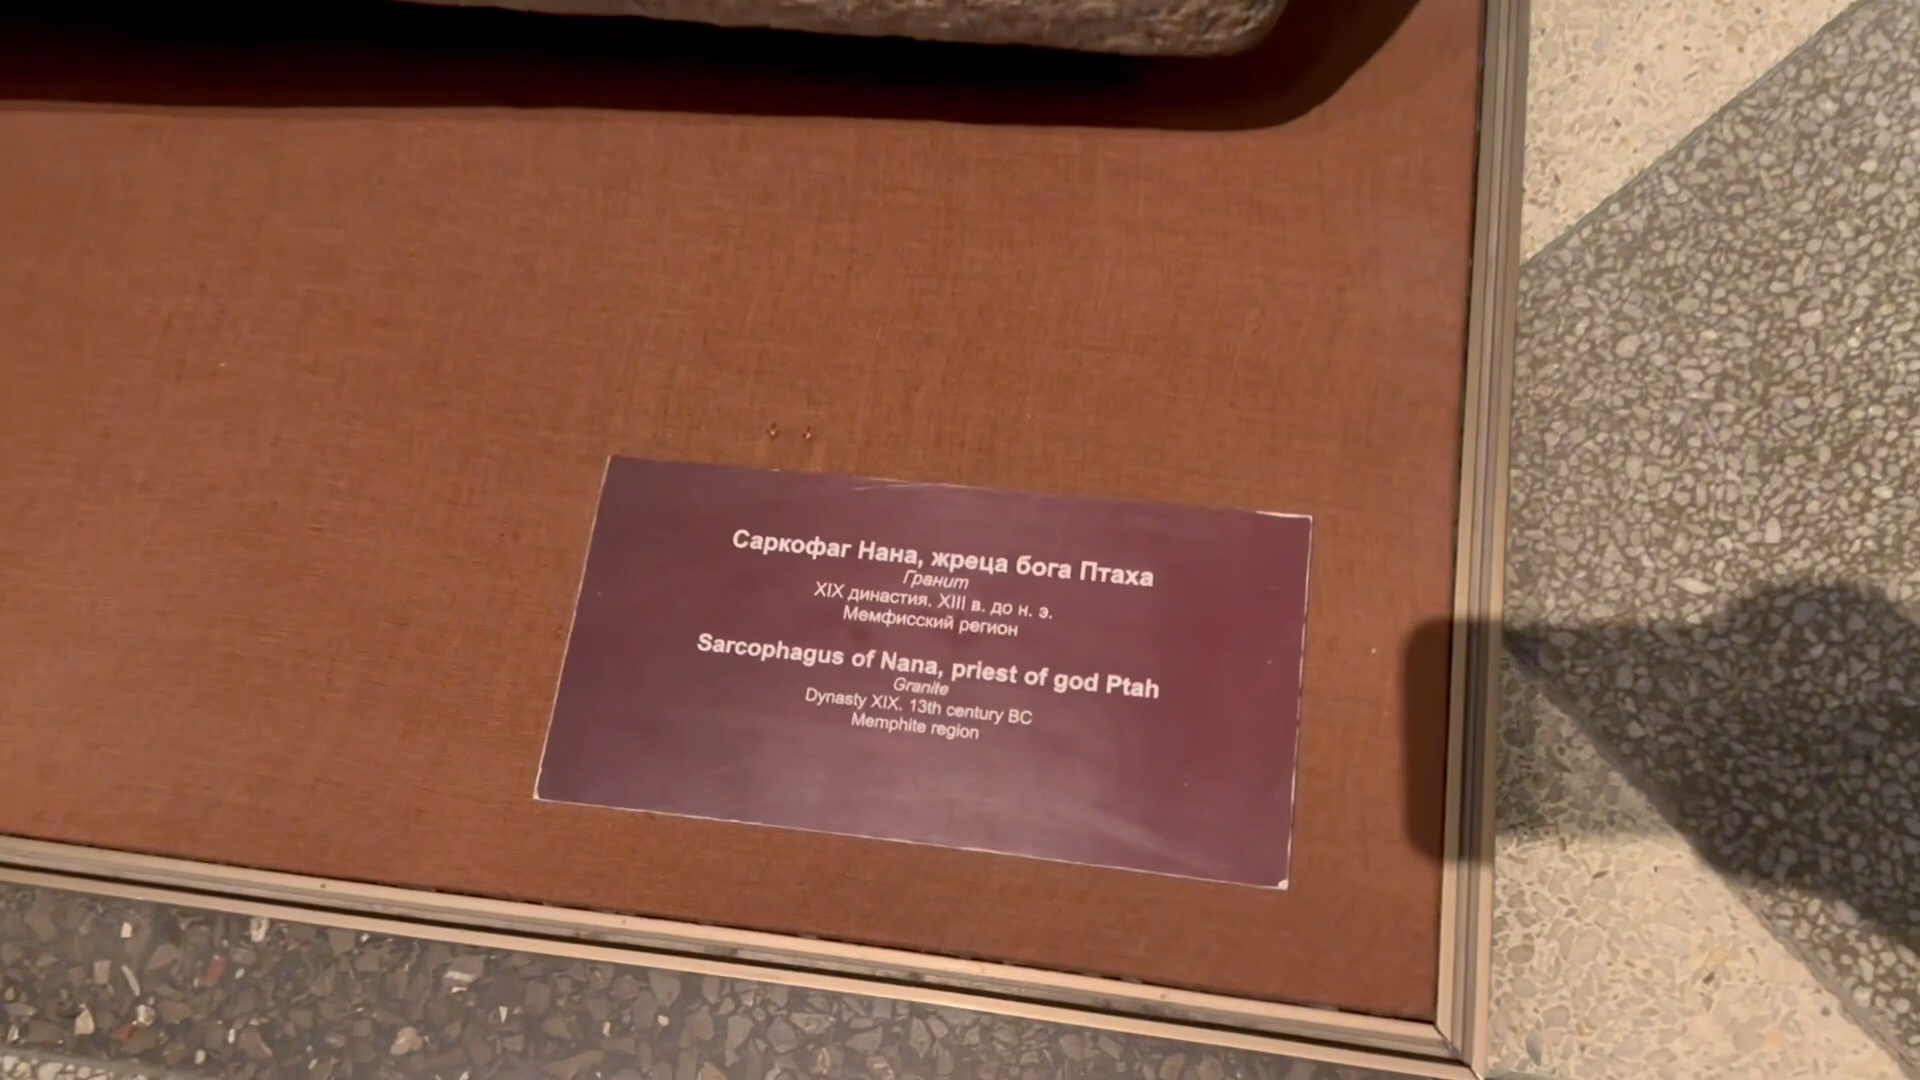 Саркофаг Нана, жреца бога Птаха
Гранит
XIX династия. XIII в. до н. э.
Мемфисский регион
Sarcophagus of Nana, priest of god Ptah
Granite
Dynasty XIX. 13th century BC
Memphite region